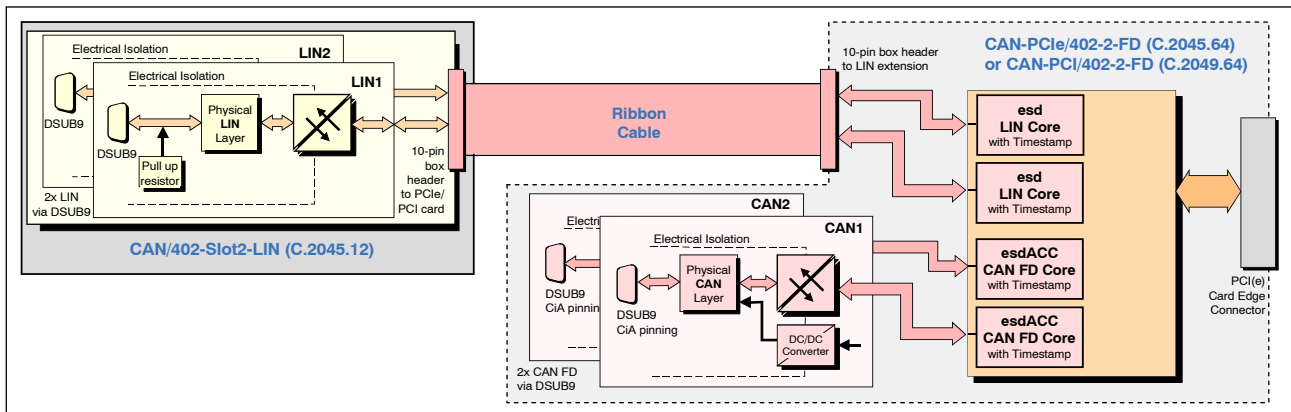 Electrical Isolation
LIN2
Electrical Isolation
LIN1
DSUB9
DSUB9
Physical
LIN
Layer
Pull up
resistor
2x LIN
via DSUB9
10-pin
box
header
to PCIe/
PCI card
CAN/402-Slot2-LIN (C.2045.12)
Ribbon
Cable
10-pin box header
to LIN extension
CAN-PCIe/402-2-FD (C.2045.64)
or CAN-PCI/402-2-FD (C.2049.64)
esd
LIN Core
with Timestamp
esd
LIN Core
with Timestamp
esdACC
CAN FD Core
with Timestamp
esdACC
CAN FD Core
with Timestamp
PCI(e)
Card Edge
Connector
CAN2
Electri
CAN1
Electrical Isolation
DSUB9
CiA pinning
DSUB9
CiA pinning
Physical
CAN
Layer
DC/DC
Converter
2x CAN FD
via DSUB9